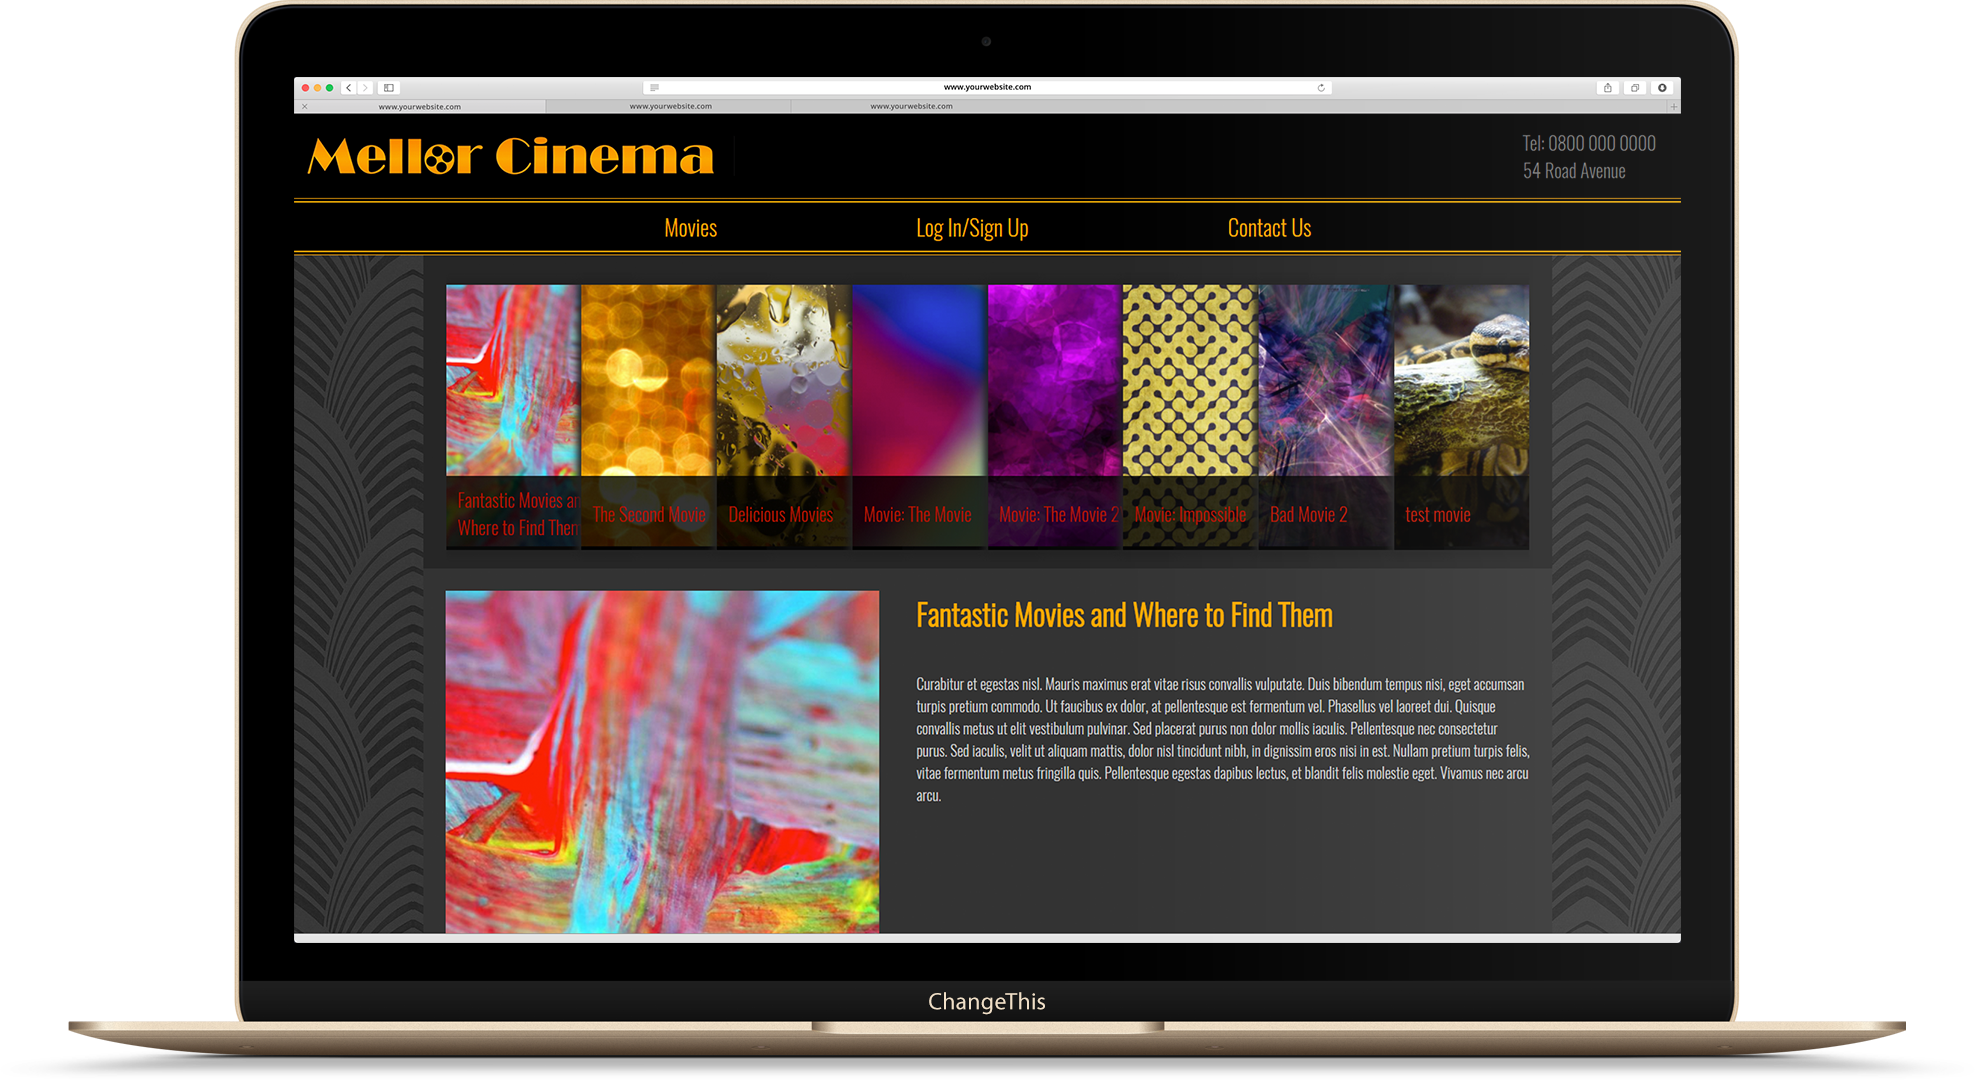 www.yourwebsite.com
www.yourwebsite.com
www.yourwebsite.com
www.yourwebsite.com
Mellor Cinema
Tel: 0800 000 0000
54 Road Avenue
Movies
Log In/Sign Up
Contact Us
Fantastic Movies an
Where to Find Them
The Second Movie
Delicious Movies
Movie: The Movie
Movie: The Movie 2
Movie: Impossible
Bad Movie 2
test movie
Fantastic Movies and Where to Find Them
Curabitur et egestas nisl. Mauris maximus erat vitae risus convallis vulputate. Duis bibendum tempus nisi, eget accumsan
turpis pretium commodo. Ut faucibus ex dolor, at pellentesque est fermentum vel. Phasellus vel laoreet dui. Quisque
convallis metus ut elit vestibulum pulvinar. Sed placerat purus non dolor mollis iaculis. Pellentesque nec consectetur
purus. Sed iaculis, velit ut aliquam mattis, dolor nisl tincidunt nibh, in dignissim eros nisi in est. Nullam pretium turpis felis,
vitae fermentum metus fringilla quis. Pellentesque egestas dapibus lectus, et blandit felis molestie eget. Vivamus nec arcu
arcu.
ChangeThis